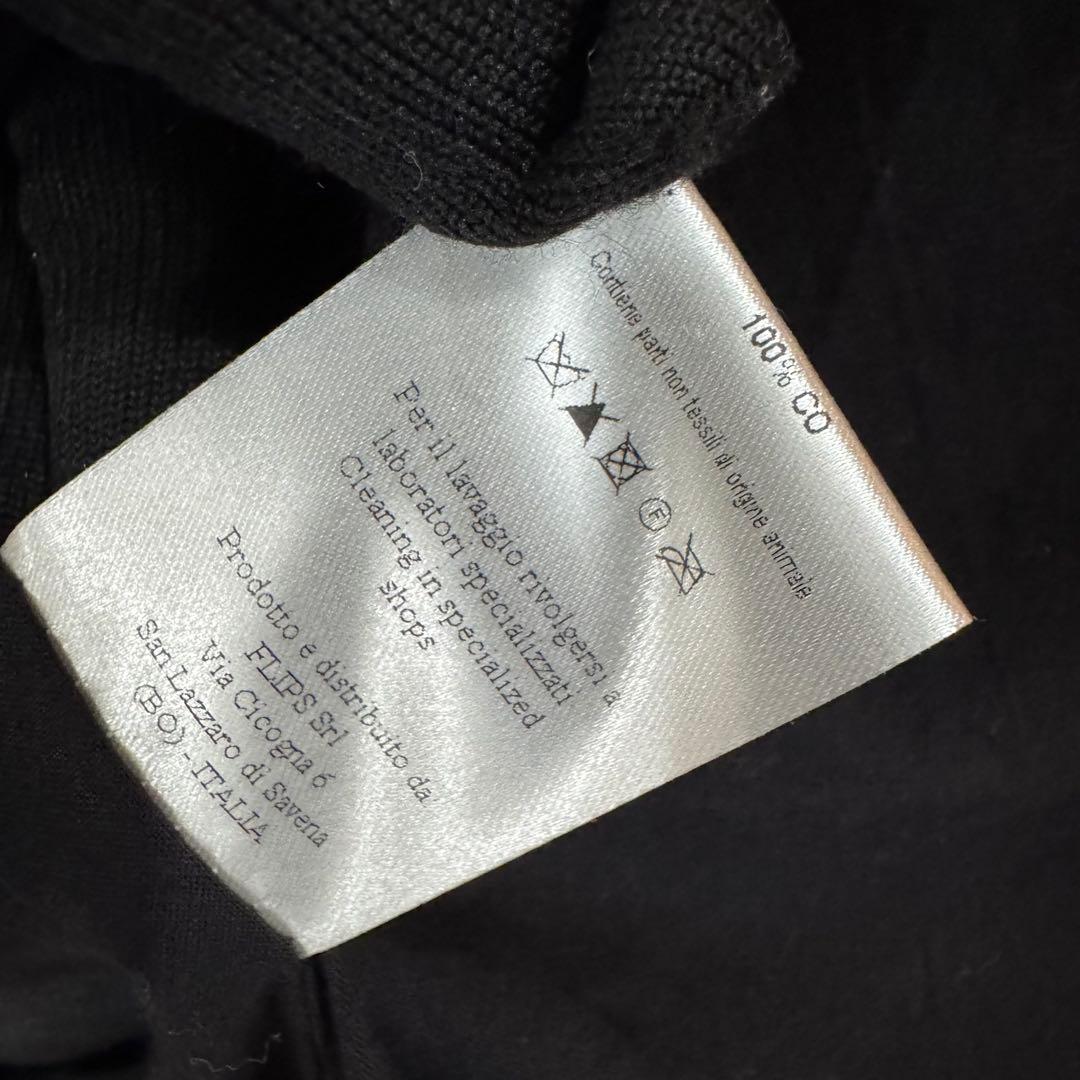 100% CO
Contiene parti non tessili di origine animale
F
Per il lavaggio rivolgersi a
laboratori specializzati
Cleaning in specialized
shops
Prodotto e distribuito da:
FLIPS Srl
Via Cicogna 6
San Lazzaro di Savena
(BO) - ITALIA